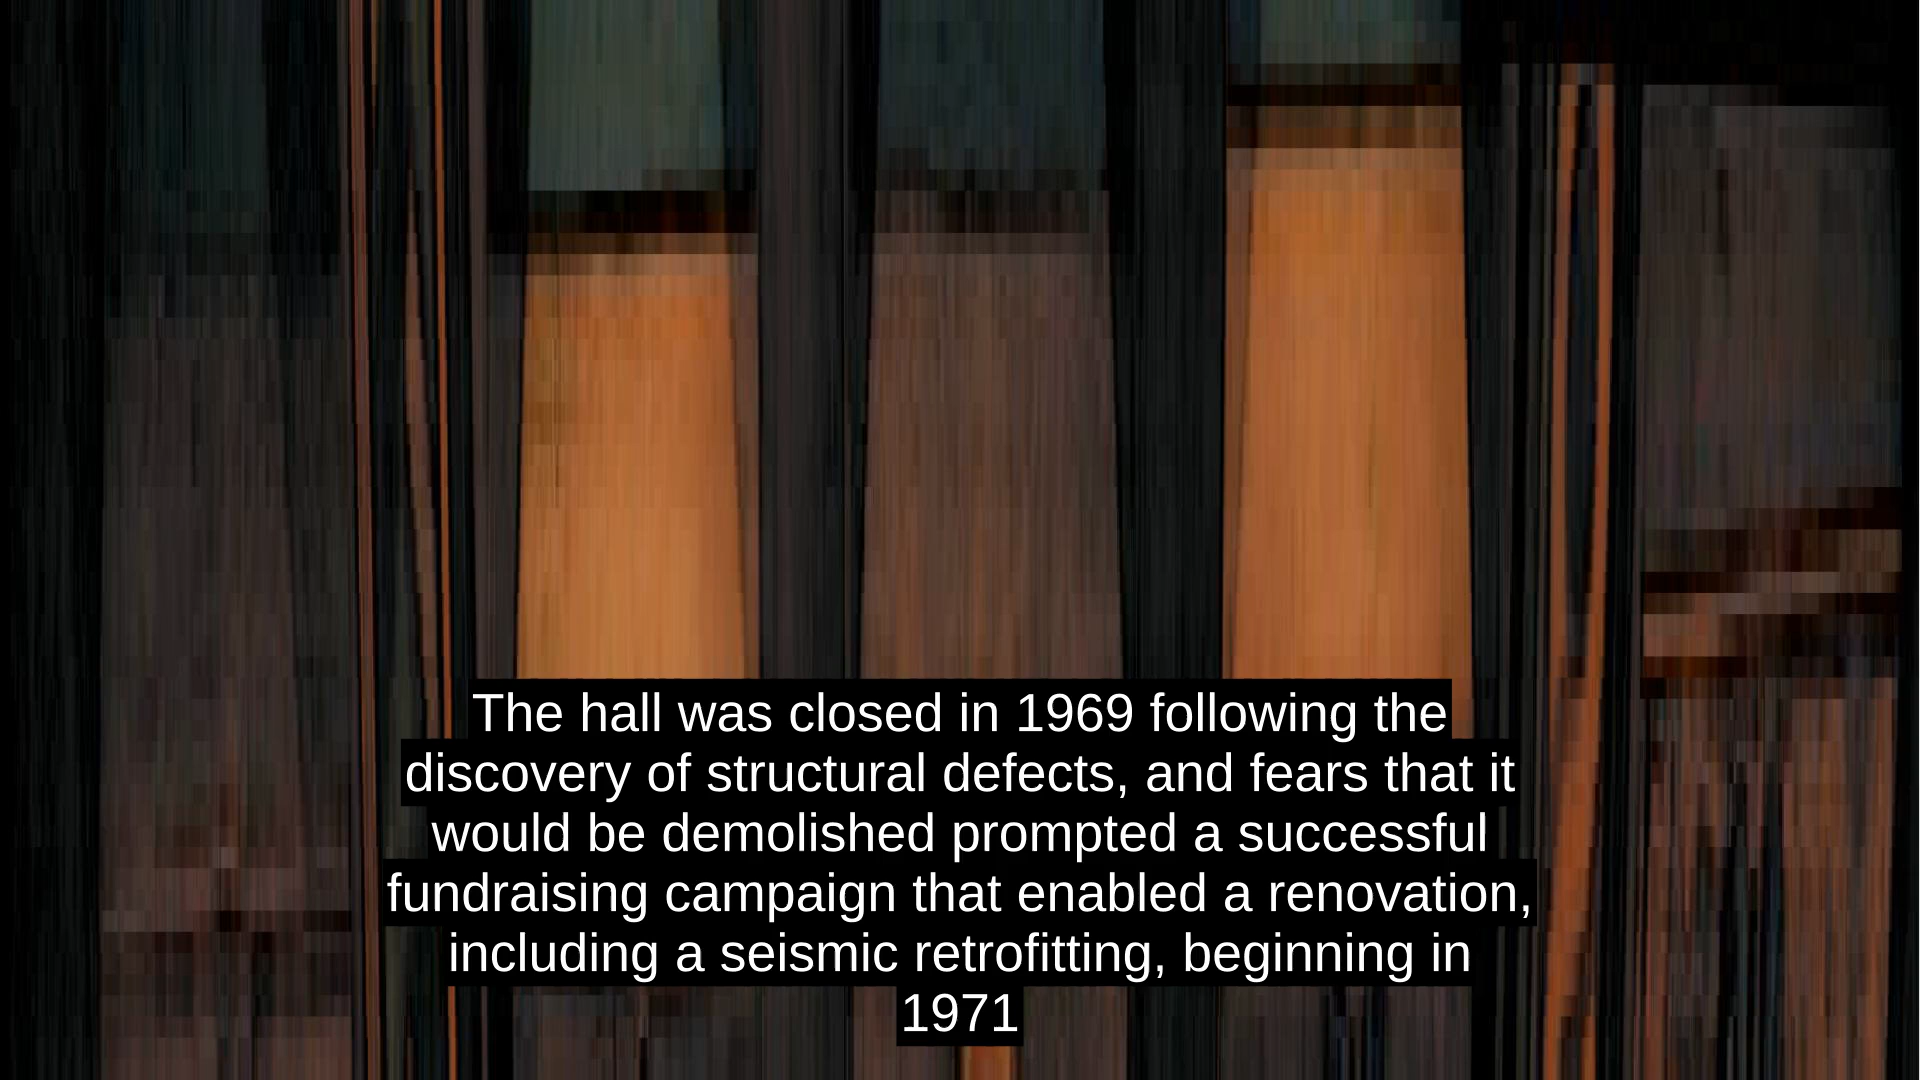 The hall was closed in 1969 following the
discovery of structural defects, and fears that it
would be demolished prompted a successful
fundraising campaign that enabled a renovation,
including a seismic retrofitting, beginning in
1971